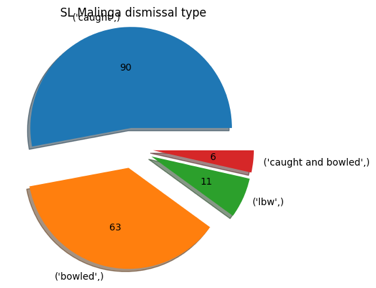 SL Malinga dismissal type
('caught',)
90
6
('caught and bowled',)
11
('lbw',)
63
('bowled',)